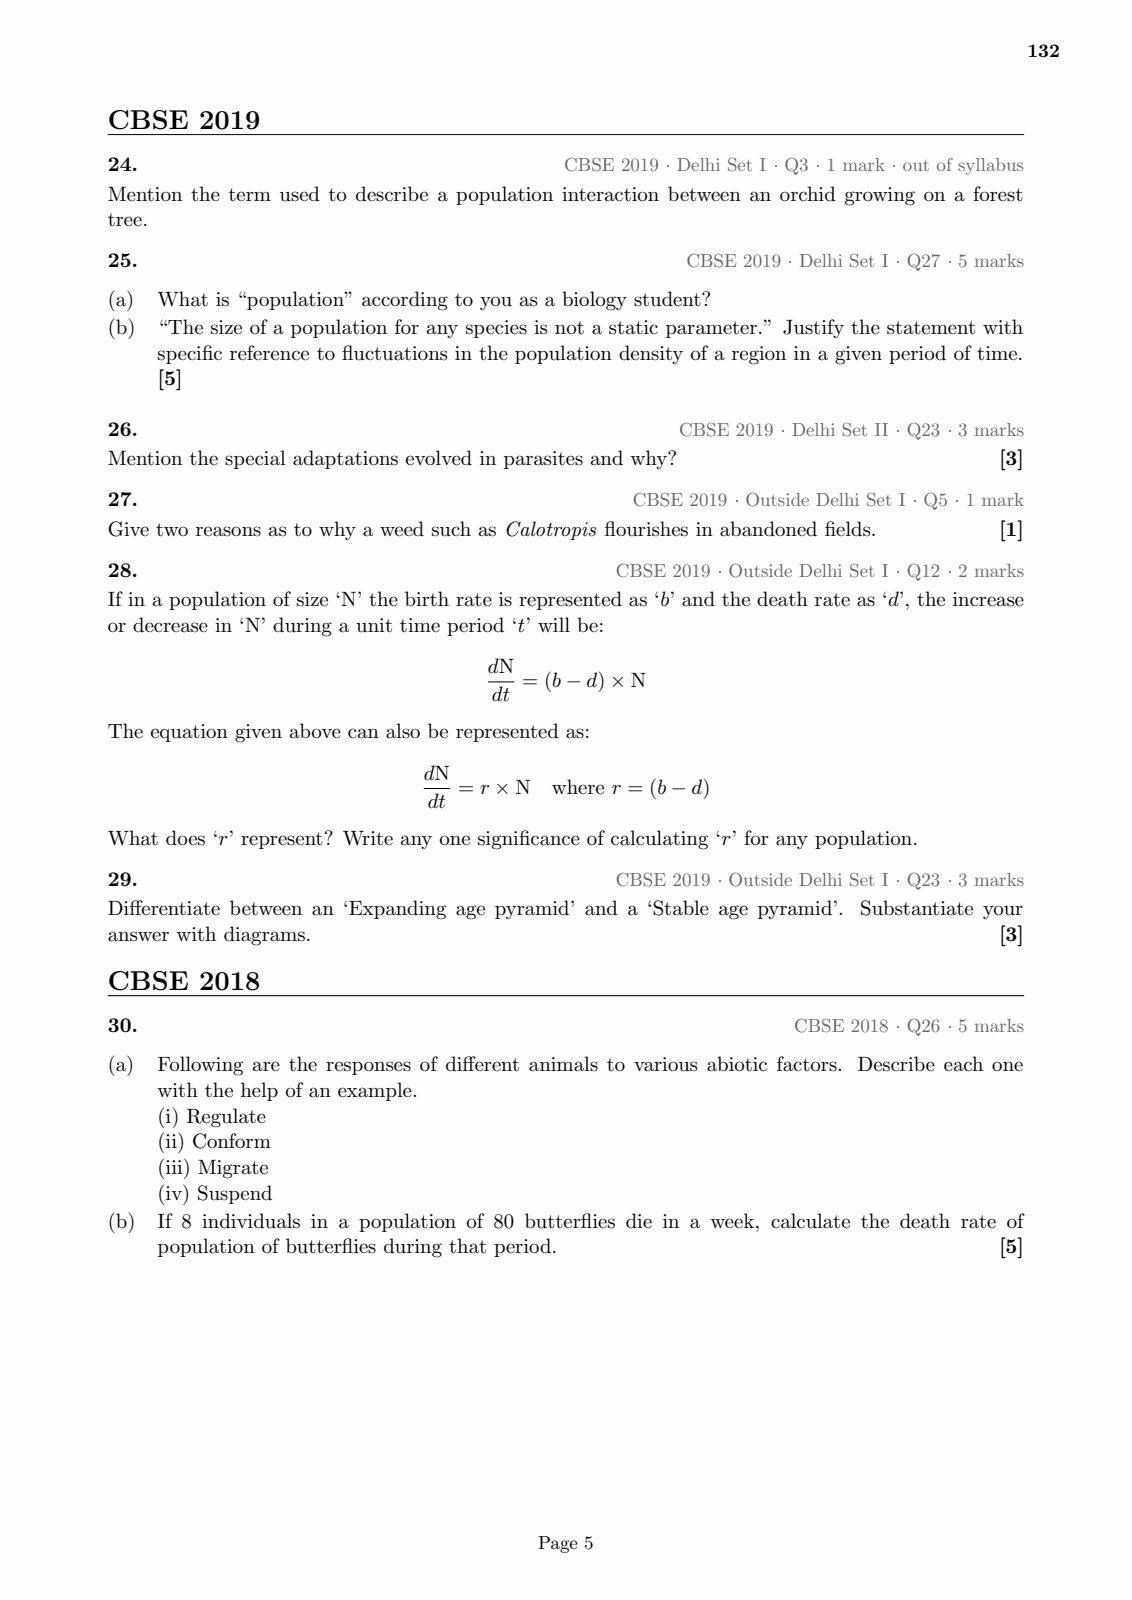 132
CBSE 2019
24. CBSE 2019 · Delhi Set I · Q3 · 1 mark · out of syllabus
Mention the term used to describe a population interaction between an orchid growing on a forest
tree.
25. CBSE 2019 · Delhi Set I · Q27 · 5 marks
(a) What is “population” according to you as a biology student?
(b) “The size of a population for any species is not a static parameter.” Justify the statement with
specific reference to fluctuations in the population density of a region in a given period of time.
[5]
26. CBSE 2019 · Delhi Set II · Q23 · 3 marks
Mention the special adaptations evolved in parasites and why? [3]
27. CBSE 2019 · Outside Delhi Set I · Q5 · 1 mark
Give two reasons as to why a weed such as Calotropis flourishes in abandoned fields. [1]
28. CBSE 2019 · Outside Delhi Set I · Q12 · 2 marks
If in a population of size ‘N’ the birth rate is represented as ‘b’ and the death rate as ‘d’, the increase
or decrease in ‘N’ during a unit time period ‘t’ will be:
dN/dt = (b − d) × N
The equation given above can also be represented as:
dN/dt = r × N where r = (b − d)
What does ‘r’ represent? Write any one significance of calculating ‘r’ for any population.
29. CBSE 2019 · Outside Delhi Set I · Q23 · 3 marks
Differentiate between an ‘Expanding age pyramid’ and a ‘Stable age pyramid’. Substantiate your
answer with diagrams. [3]
CBSE 2018
30. CBSE 2018 · Q26 · 5 marks
(a) Following are the responses of different animals to various abiotic factors. Describe each one
with the help of an example.
(i) Regulate
(ii) Conform
(iii) Migrate
(iv) Suspend
(b) If 8 individuals in a population of 80 butterflies die in a week, calculate the death rate of
population of butterflies during that period. [5]
Page 5